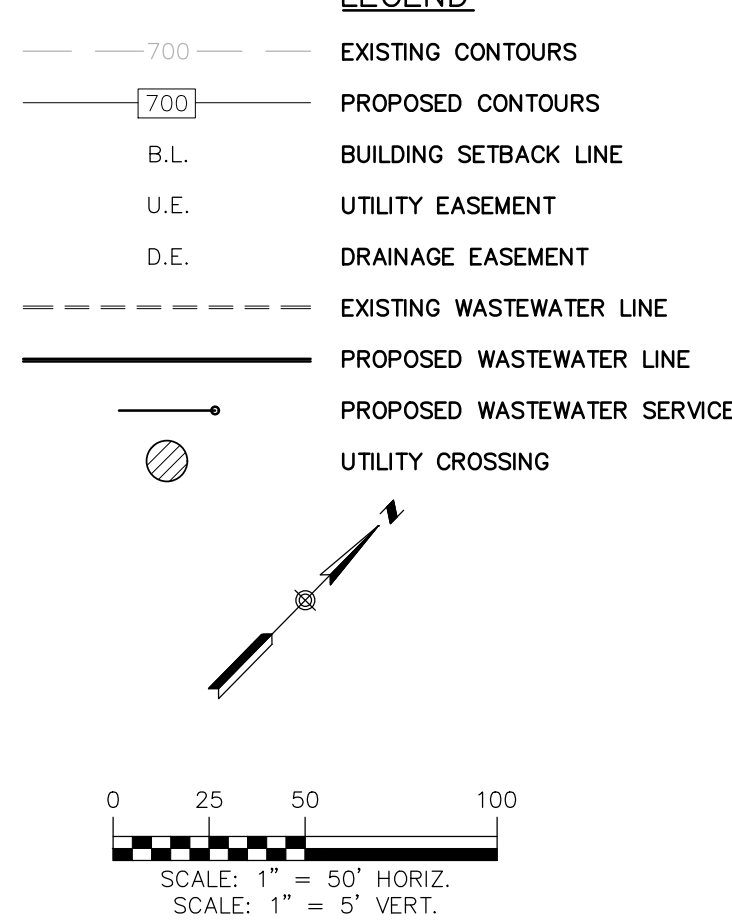 LEGEND
700 EXISTING CONTOURS
700 PROPOSED CONTOURS
B.L. BUILDING SETBACK LINE
U.E. UTILITY EASEMENT
D.E. DRAINAGE EASEMENT
EXISTING WASTEWATER LINE
PROPOSED WASTEWATER LINE
PROPOSED WASTEWATER SERVICE
UTILITY CROSSING
N
0 25 50 100
SCALE: 1" = 50' HORIZ.
SCALE: 1" = 5' VERT.